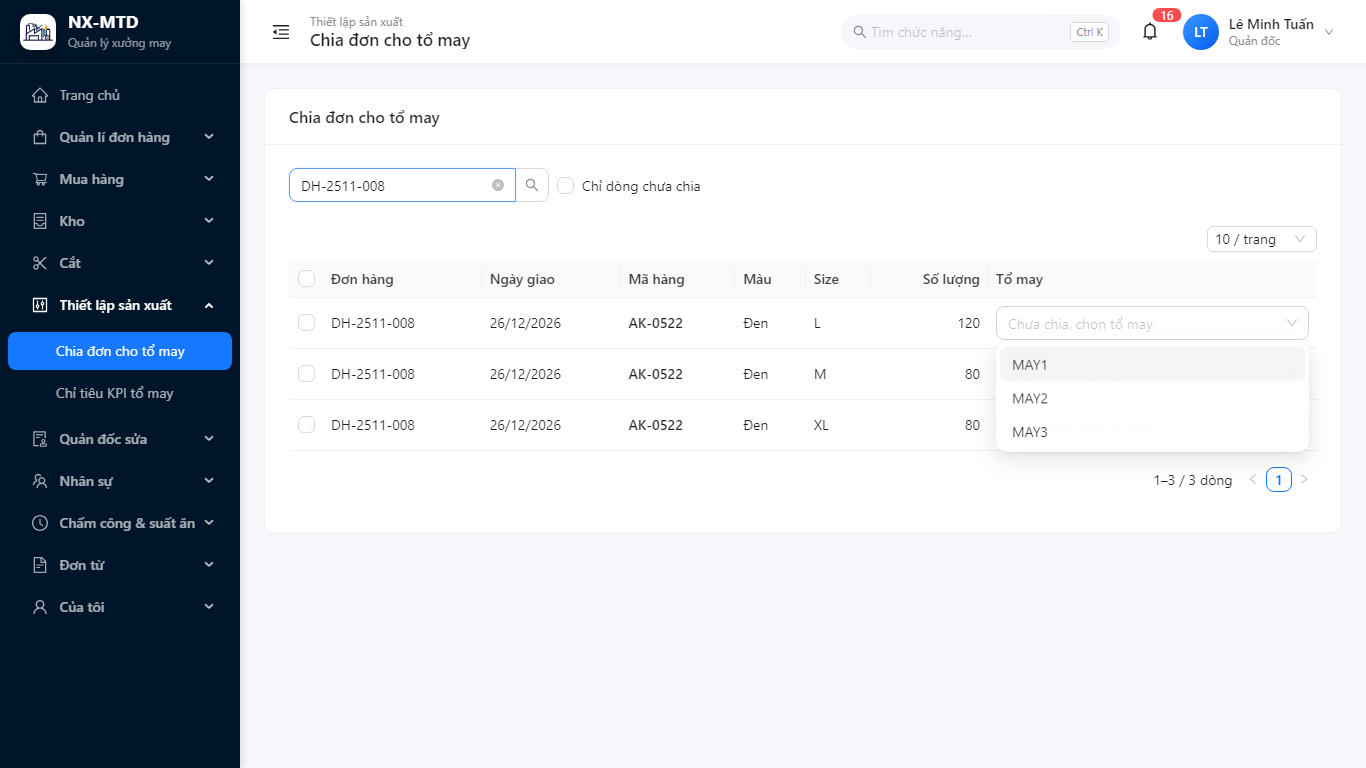 NX-MTD
Quản lý xưởng may
Trang chủ
Quản lí đơn hàng
Mua hàng
Kho
Cắt
Thiết lập sản xuất
Chia đơn cho tổ may
Chỉ tiêu KPI tổ may
Quản đốc sửa
Nhân sự
Chấm công & suất ăn
Đơn từ
Của tôi
Thiết lập sản xuất
Chia đơn cho tổ may
Tìm chức năng... Ctrl K
16
LT
Lê Minh Tuấn
Quản đốc
Chia đơn cho tổ may
DH-2511-008 Chỉ dòng chưa chia
10 / trang
Đơn hàng Ngày giao Mã hàng Màu Size Số lượng Tổ may
DH-2511-008 26/12/2026 AK-0522 Đen L 120 Chưa chia, chọn tổ may
DH-2511-008 26/12/2026 AK-0522 Đen M 80
DH-2511-008 26/12/2026 AK-0522 Đen XL 80
MAY1
MAY2
MAY3
1–3 / 3 dòng 1